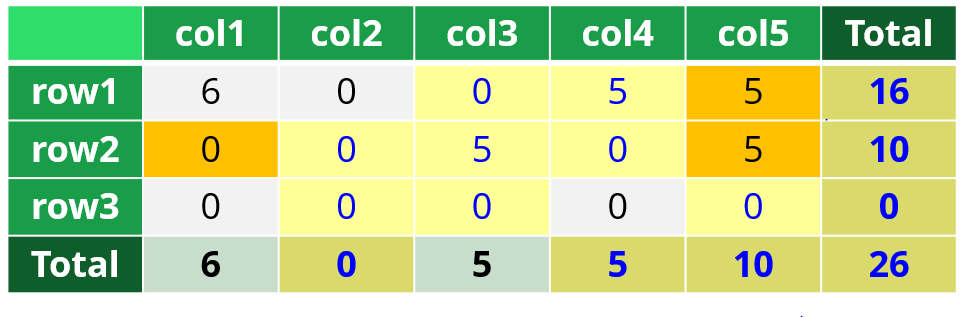 col1 col2 col3 col4 col5 Total
row1 6 0 0 5 5 16
row2 0 0 5 0 5 10
row3 0 0 0 0 0 0
Total 6 0 5 5 10 26